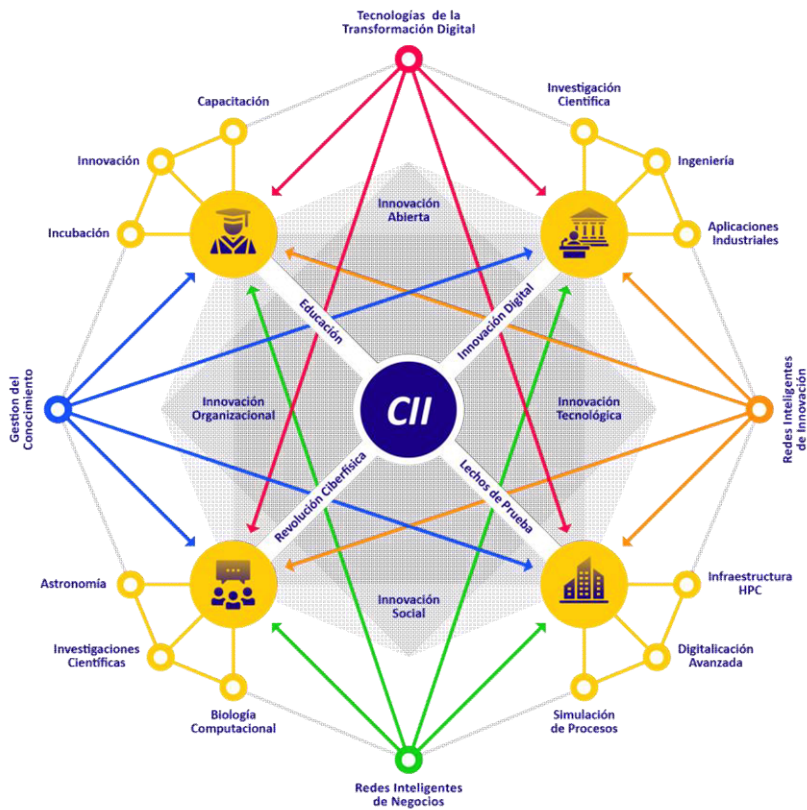 Tecnologías de la
Transformación Digital
Capacitación
Innovación
Incubación
Investigación
Científica
Ingeniería
Aplicaciones
Industriales
Innovación
Abierta
Educación
Innovación Digital
Gestion del
Conocimiento
Innovación
Organizacional
CII
Innovación
Tecnológica
Redes Inteligentes
de Innovación
Revolución Ciberfísica
Lechos de Prueba
Astronomía
Investigaciones
Científicas
Biología
Computacional
Innovación
Social
Infraestructura
HPC
Digitalicación
Avanzada
Simulación
de Procesos
Redes Inteligentes
de Negocios